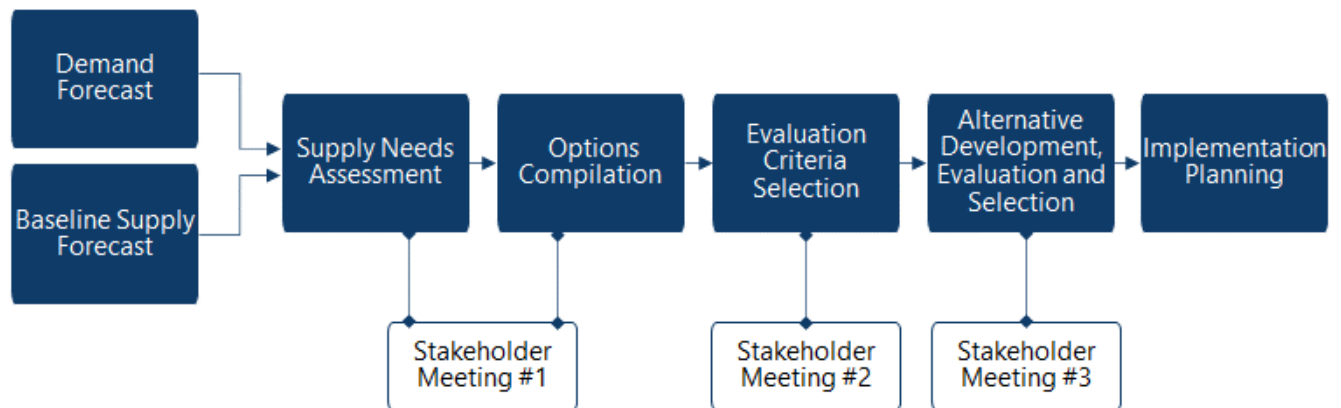 Demand
Forecast
Baseline Supply
Forecast
Supply Needs
Assessment
Options
Compilation
Evaluation
Criteria
Selection
Alternative
Development,
Evaluation and
Selection
Implementation
Planning
Stakeholder
Meeting #1
Stakeholder
Meeting #2
Stakeholder
Meeting #3